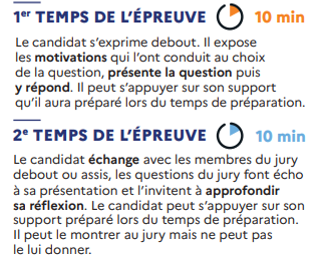 1er TEMPS DE L’ÉPREUVE 10 min
Le candidat s’exprime debout. Il expose
les motivations qui l’ont conduit au choix
de la question, présente la question puis
y répond. Il peut s’appuyer sur son support
qu’il aura préparé lors du temps de préparation.
2e TEMPS DE L’ÉPREUVE 10 min
Le candidat échange avec les membres du jury
debout ou assis, les questions du jury font écho
à sa présentation et l’invitent à approfondir
sa réflexion. Le candidat peut s’appuyer sur son
support préparé lors du temps de préparation.
Il peut le montrer au jury mais ne peut pas
le lui donner.